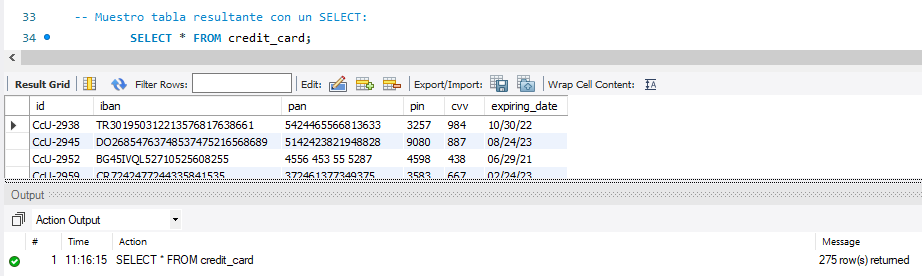 33 -- Muestro tabla resultante con un SELECT:
34 SELECT * FROM credit_card;
Result Grid Filter Rows: Edit: Export/Import: Wrap Cell Content:
id iban pan pin cvv expiring_date
CcU-2938 TR301950312213576817638661 5424465566813633 3257 984 10/30/22
CcU-2945 DO26854763748537475216568689 5142423821948828 9080 887 08/24/23
CcU-2952 BG45IVQL52710525608255 4556 453 55 5287 4598 438 06/29/21
CcU-2959 CR7242477244335841535 372461377349375 3583 667 02/24/23
Output
Action Output
# Time Action Message
1 11:16:15 SELECT * FROM credit_card 275 row(s) returned